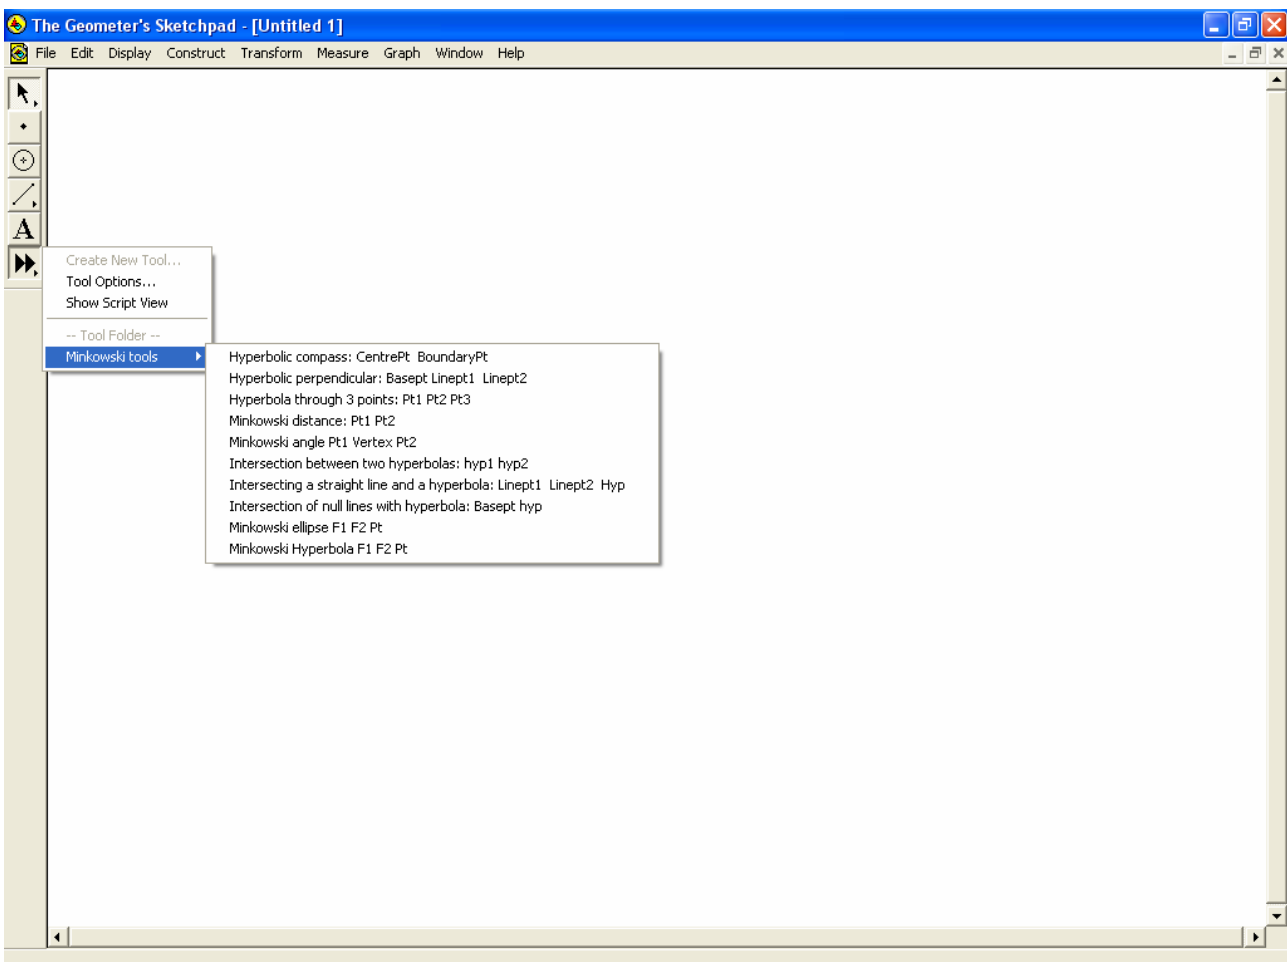 The Geometer's Sketchpad - [Untitled 1]
File Edit Display Construct Transform Measure Graph Window Help
A
Create New Tool...
Tool Options...
Show Script View
-- Tool Folder --
Minkowski tools
Hyperbolic compass: CentrePt BoundaryPt
Hyperbolic perpendicular: Basept Linept1 Linept2
Hyperbola through 3 points: Pt1 Pt2 Pt3
Minkowski distance: Pt1 Pt2
Minkowski angle Pt1 Vertex Pt2
Intersection between two hyperbolas: hyp1 hyp2
Intersecting a straight line and a hyperbola: Linept1 Linept2 Hyp
Intersection of null lines with hyperbola: Basept hyp
Minkowski ellipse F1 F2 Pt
Minkowski Hyperbola F1 F2 Pt